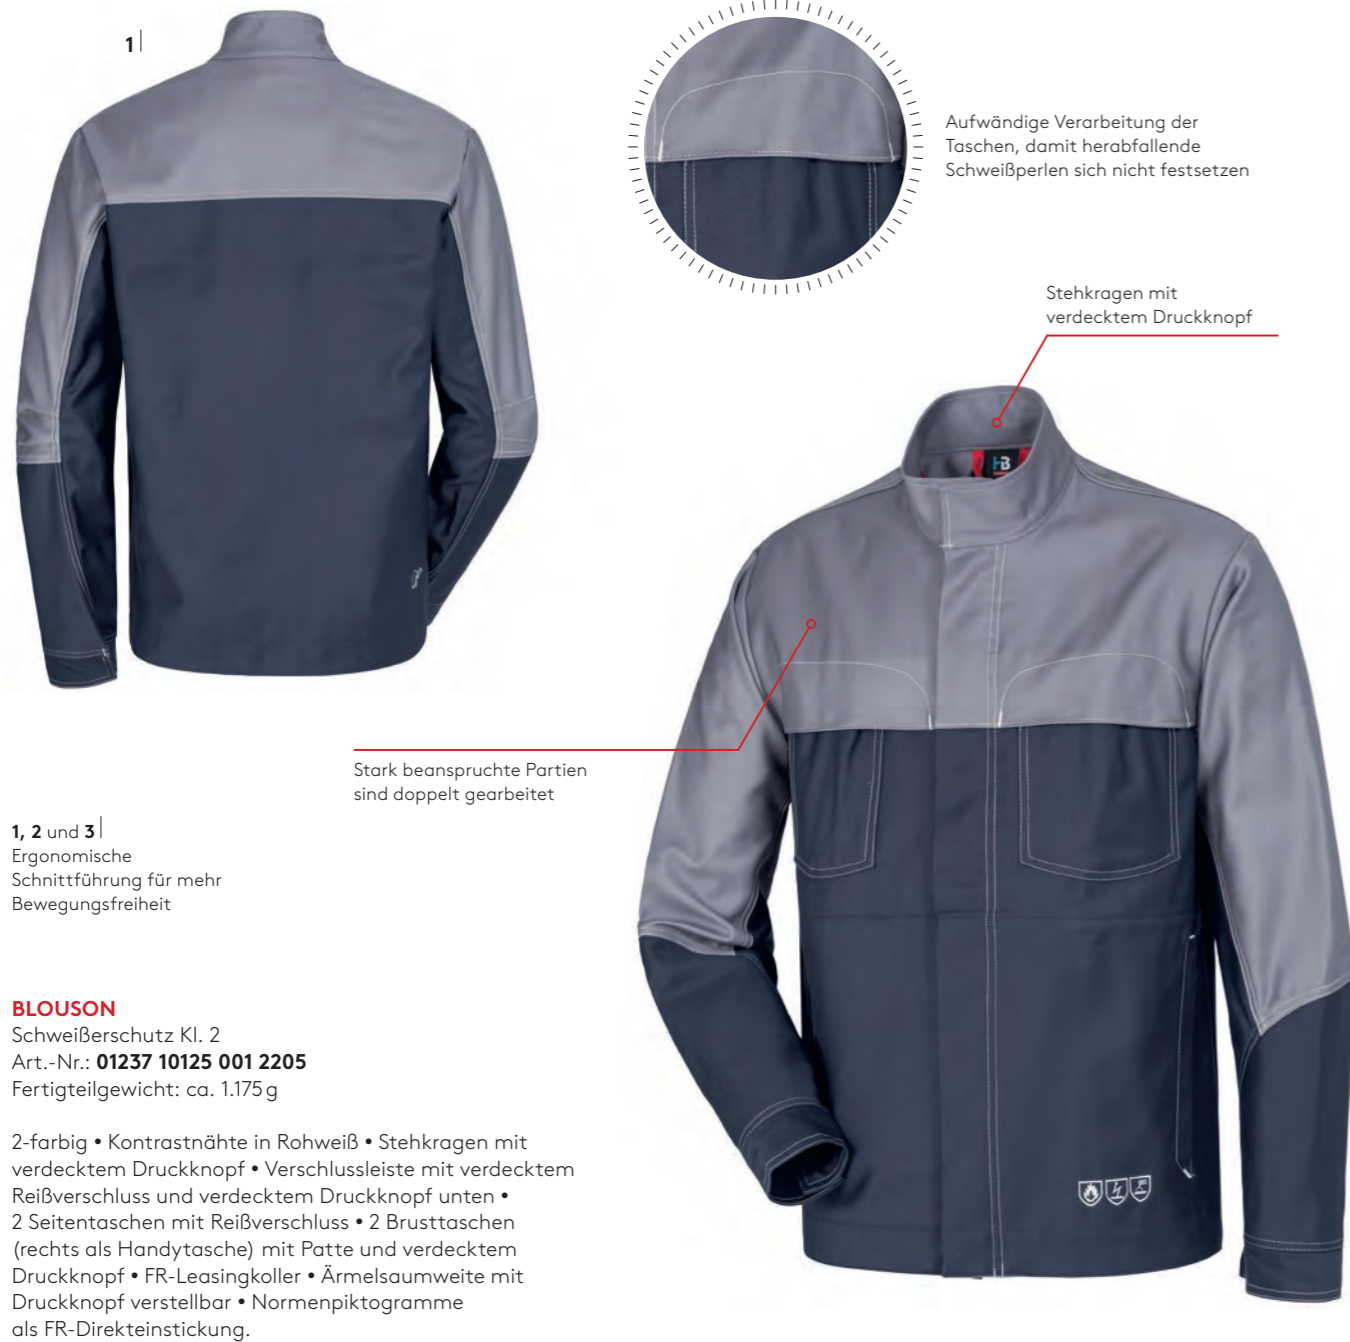 1
Aufwändige Verarbeitung der
Taschen, damit herabfallende
Schweißperlen sich nicht festsetzen
Stehkragen mit
verdecktem Druckknopf
HB
Stark beanspruchte Partien
sind doppelt gearbeitet
1, 2 und 3
Ergonomische
Schnittführung für mehr
Bewegungsfreiheit
BLOUSON
Schweißerschutz Kl. 2
Art.-Nr.: 01237 10125 001 2205
Fertigteilgewicht: ca. 1.175 g
2-farbig • Kontrastnähte in Rohweiß • Stehkragen mit
verdecktem Druckknopf • Verschlussleiste mit verdecktem
Reißverschluss und verdecktem Druckknopf unten •
2 Seitentaschen mit Reißverschluss • 2 Brusttaschen
(rechts als Handytasche) mit Patte und verdecktem
Druckknopf • FR-Leasingkoller • Ärmelsaumweite mit
Druckknopf verstellbar • Normenpiktogramme
als FR-Direkteinstickung.